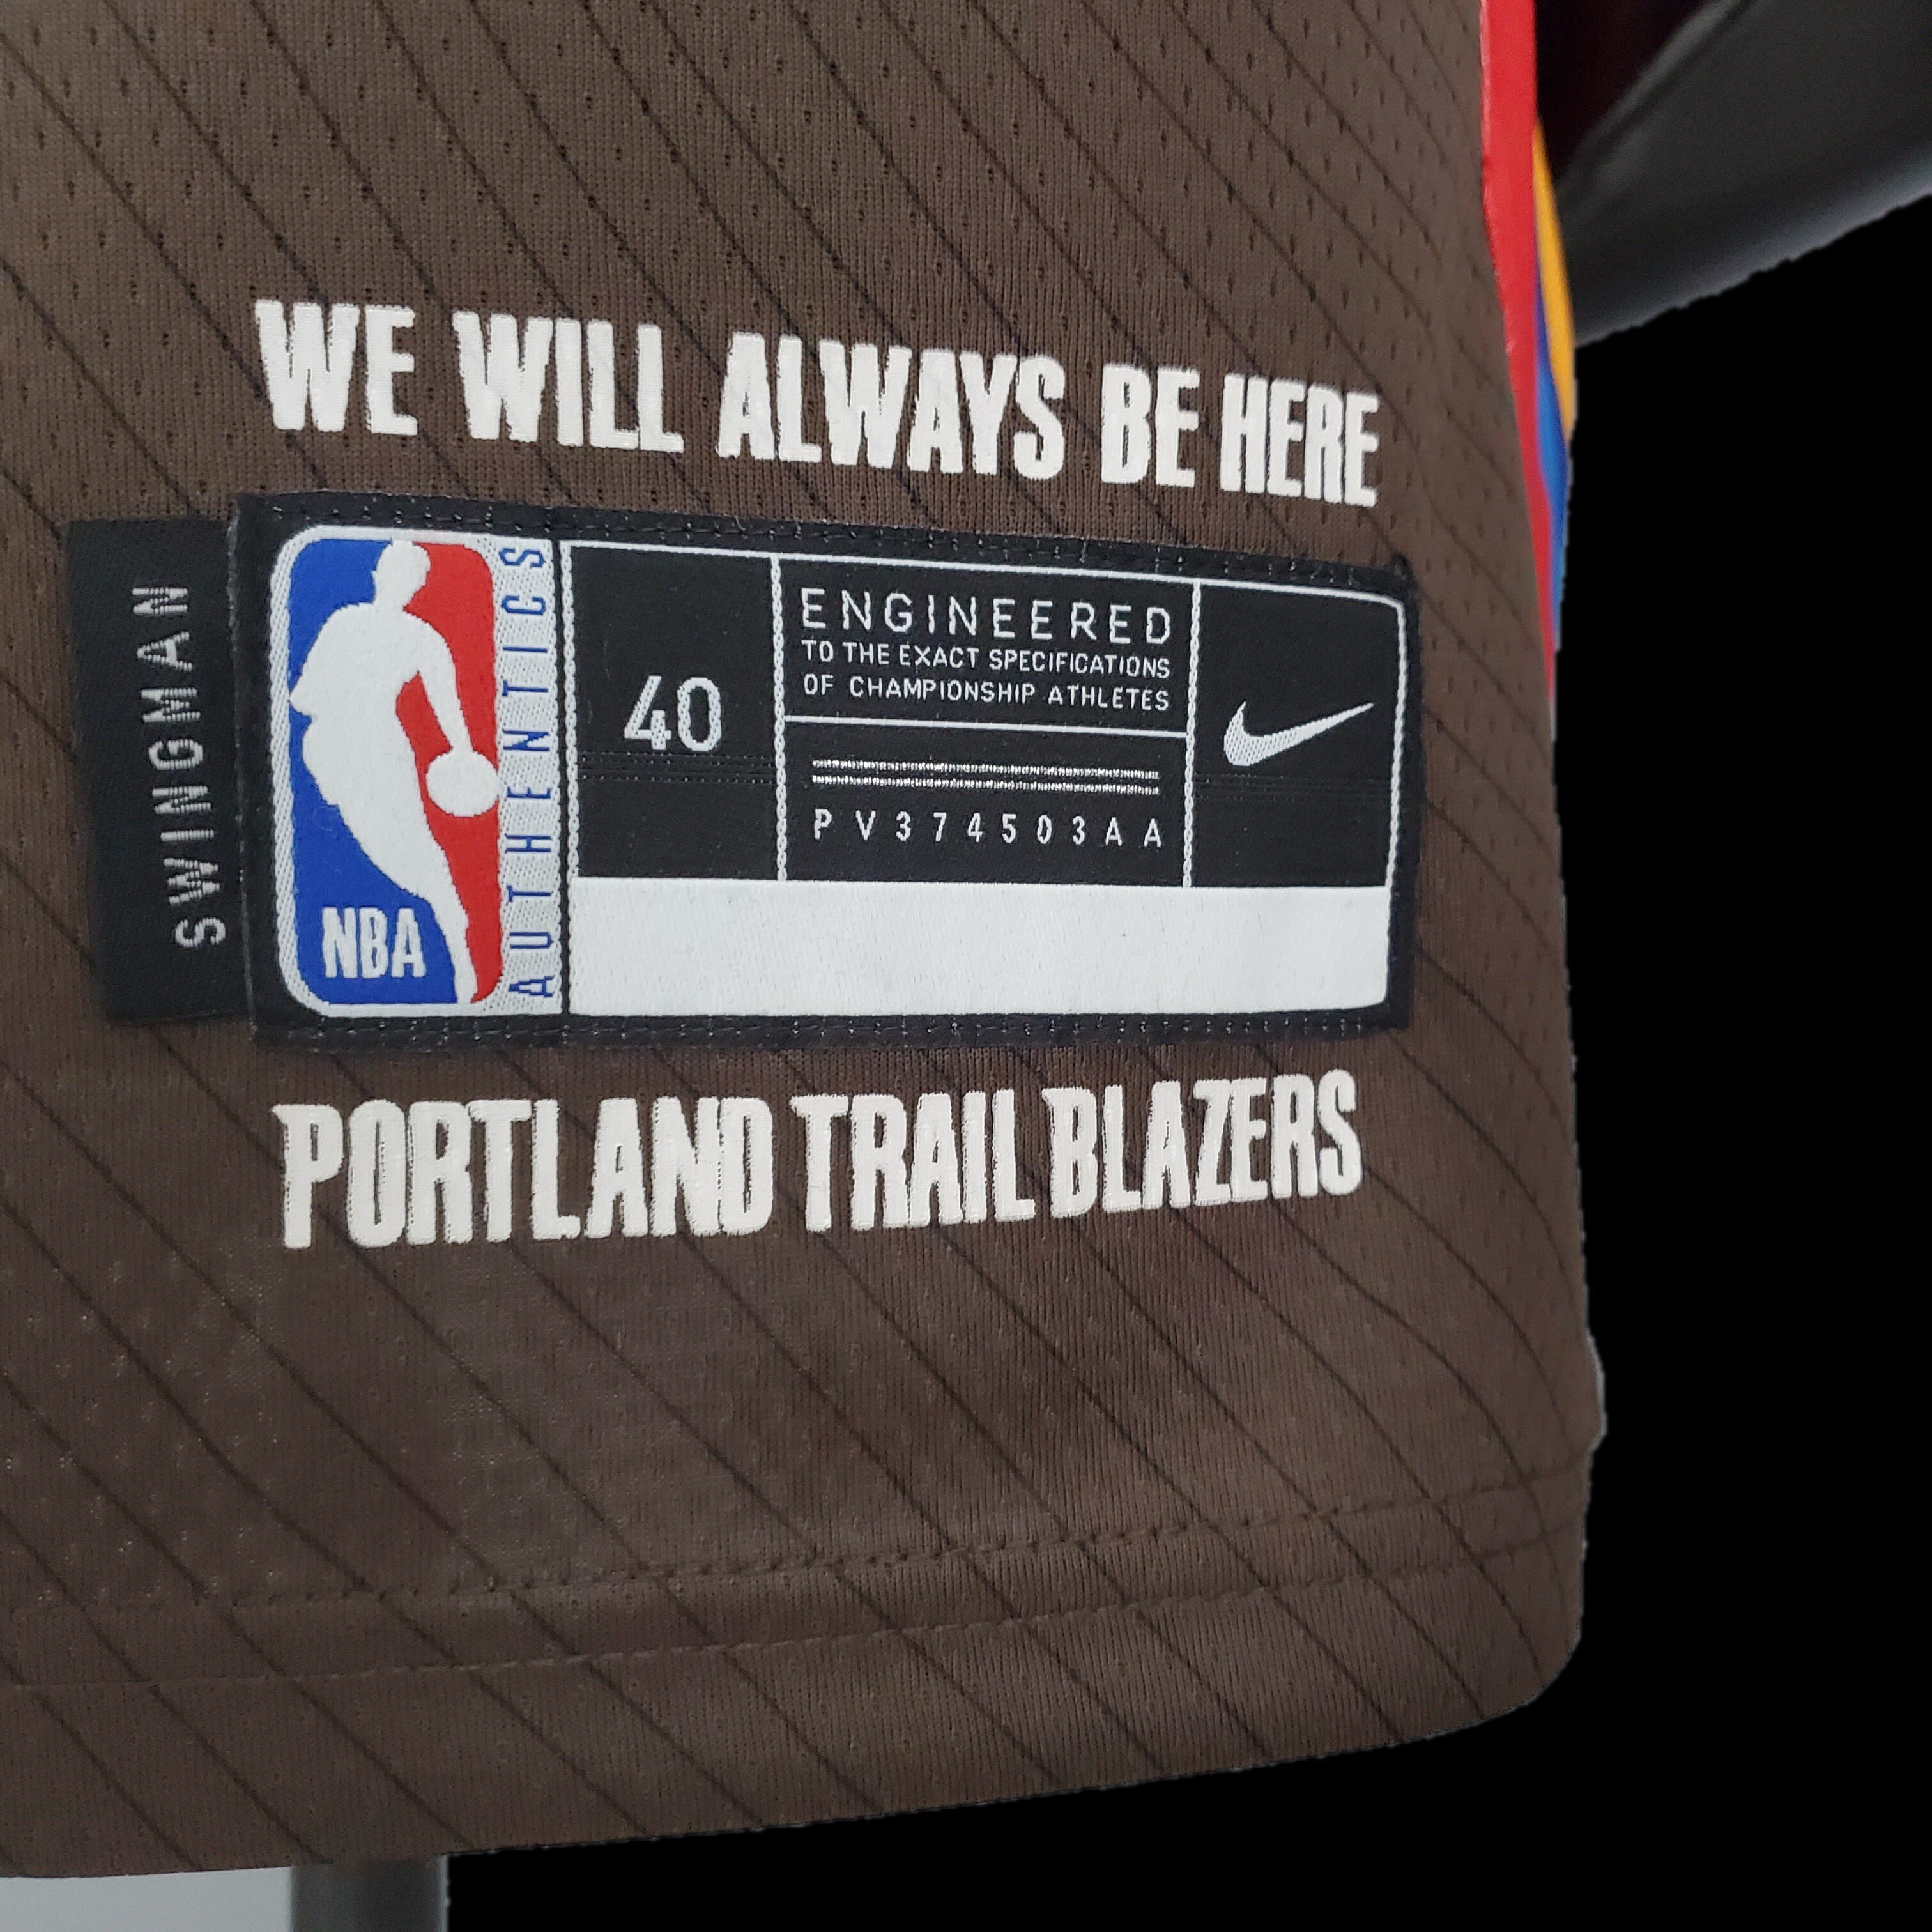 WE WILL ALWAYS BE HERE
SWINGMAN
NBA
AUTHENTICS
40
ENGINEERED
TO THE EXACT SPECIFICATIONS
OF CHAMPIONSHIP ATHLETES
PV374503AA
PORTLAND TRAIL BLAZERS